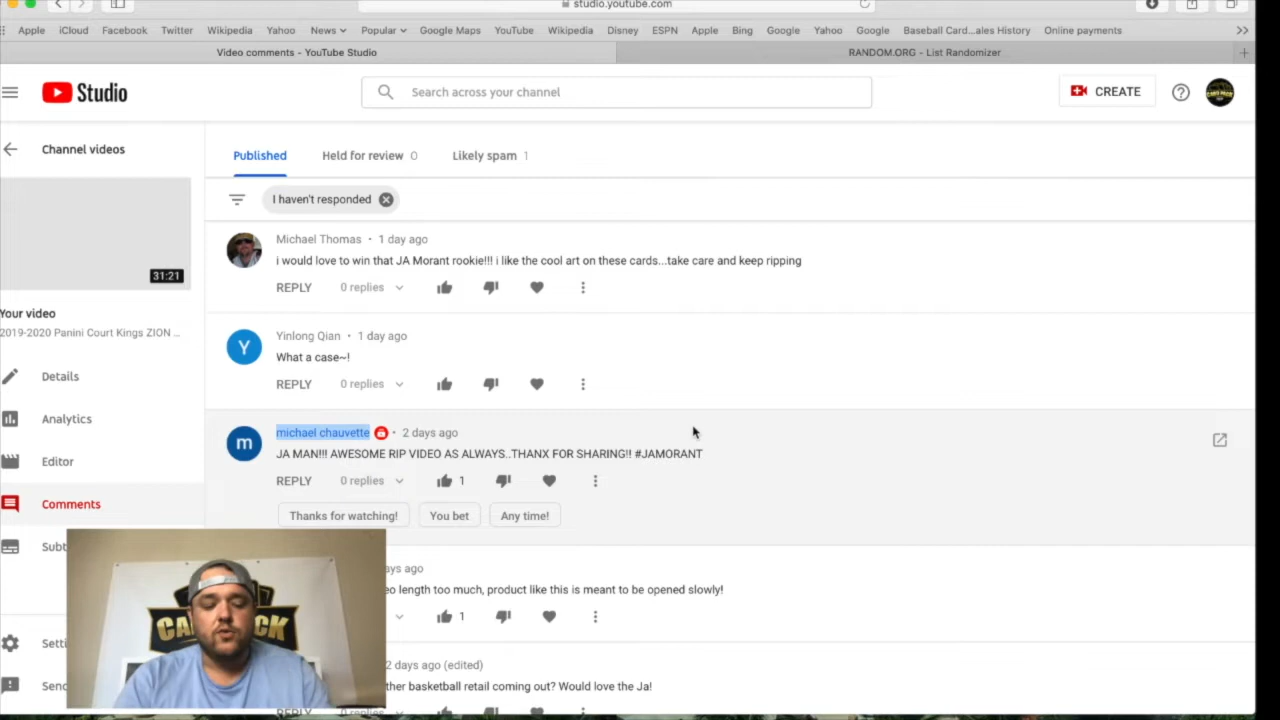 studio.youtube.com
Apple iCloud Facebook Twitter Wikipedia Yahoo News Popular Google Maps YouTube Wikipedia Disney ESPN Apple Bing Google Yahoo Google Baseball Card...ales History Online payments
Video comments - YouTube Studio RANDOM.ORG - List Randomizer
Studio
Search across your channel
CREATE
Channel videos
Published Held for review 0 Likely spam 1
I haven't responded
31:21
Your video
2019-2020 Panini Court Kings ZION ...
Details
Analytics
Editor
Comments
Michael Thomas • 1 day ago
i would love to win that JA Morant rookie!!! i like the cool art on these cards...take care and keep ripping
REPLY 0 replies
Y
Yinlong Qian • 1 day ago
What a case~!
REPLY 0 replies
m
michael chauvette • 2 days ago
JA MAN!!! AWESOME RIP VIDEO AS ALWAYS..THANX FOR SHARING!! #JAMORANT
REPLY 0 replies 1
Thanks for watching! You bet Any time!
length too much, product like this is meant to be opened slowly!
1
2 days ago (edited)
basketball retail coming out? Would love the Ja!
REPLY 0 replies